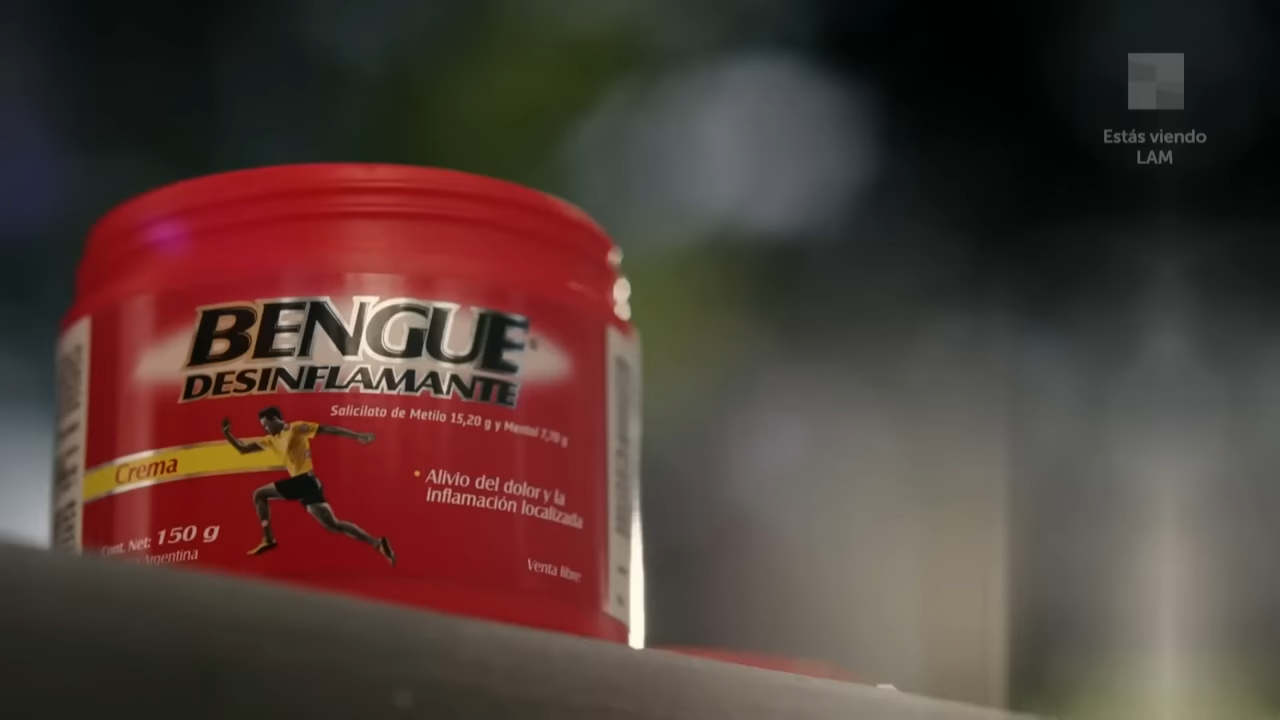 Estás viendo
LAM
BENGUE
DESINFLAMANTE
Salicilato de Metilo 15,20 g y Mentol 7,70 g
Crema
Alivio del dolor y la
inflamación localizada
Cont. Net: 150 g
Argentina
Venta libre